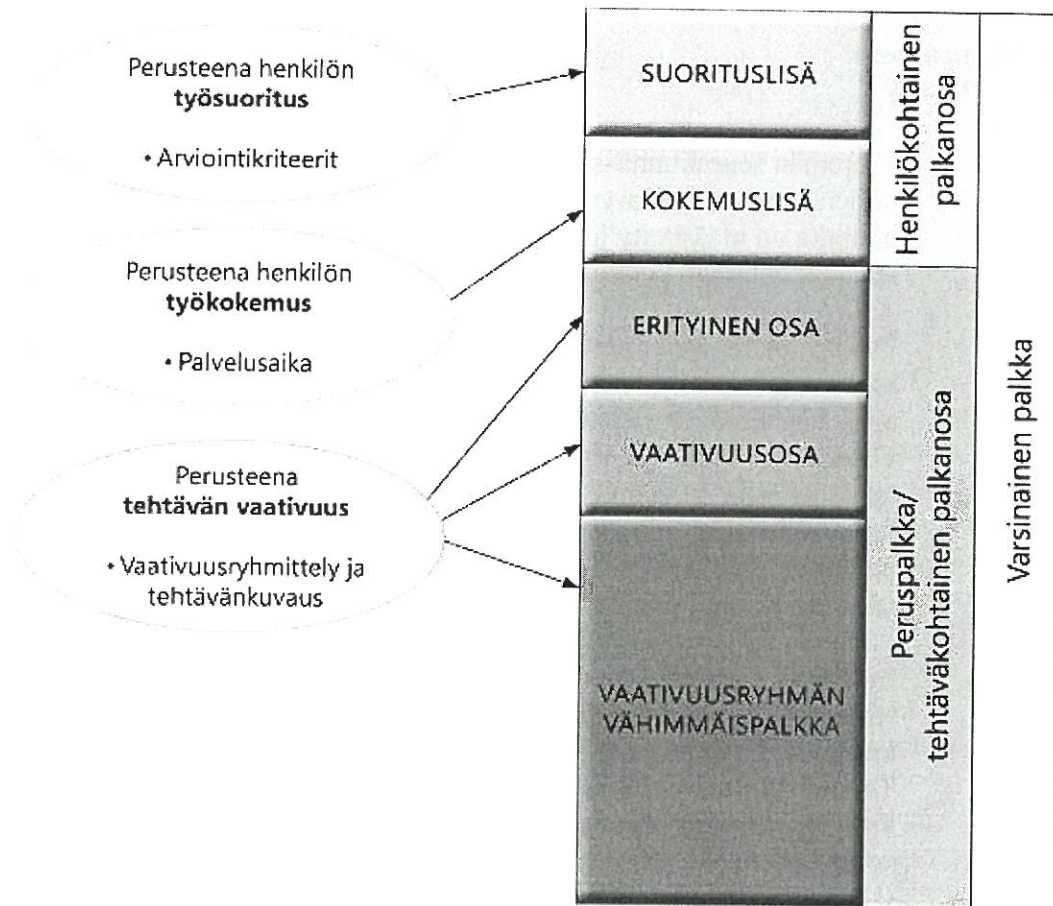 Perusteena henkilön
työsuoritus
• Arviointikriteerit
Perusteena henkilön
työkokemus
• Palvelusaika
Perusteena
tehtävän vaativuus
• Vaativuusryhmittely ja
tehtävänkuvaus
SUORITUSLISÄ
KOKEMUSLISÄ
ERITYINEN OSA
VAATIVUUSOSA
VAATIVUUSRYHMÄN
VÄHIMMÄISPALKKA
Henkilökohtainen
palkanosa
Peruspalkka/
tehtäväkohtainen palkanosa
Varsinainen palkka